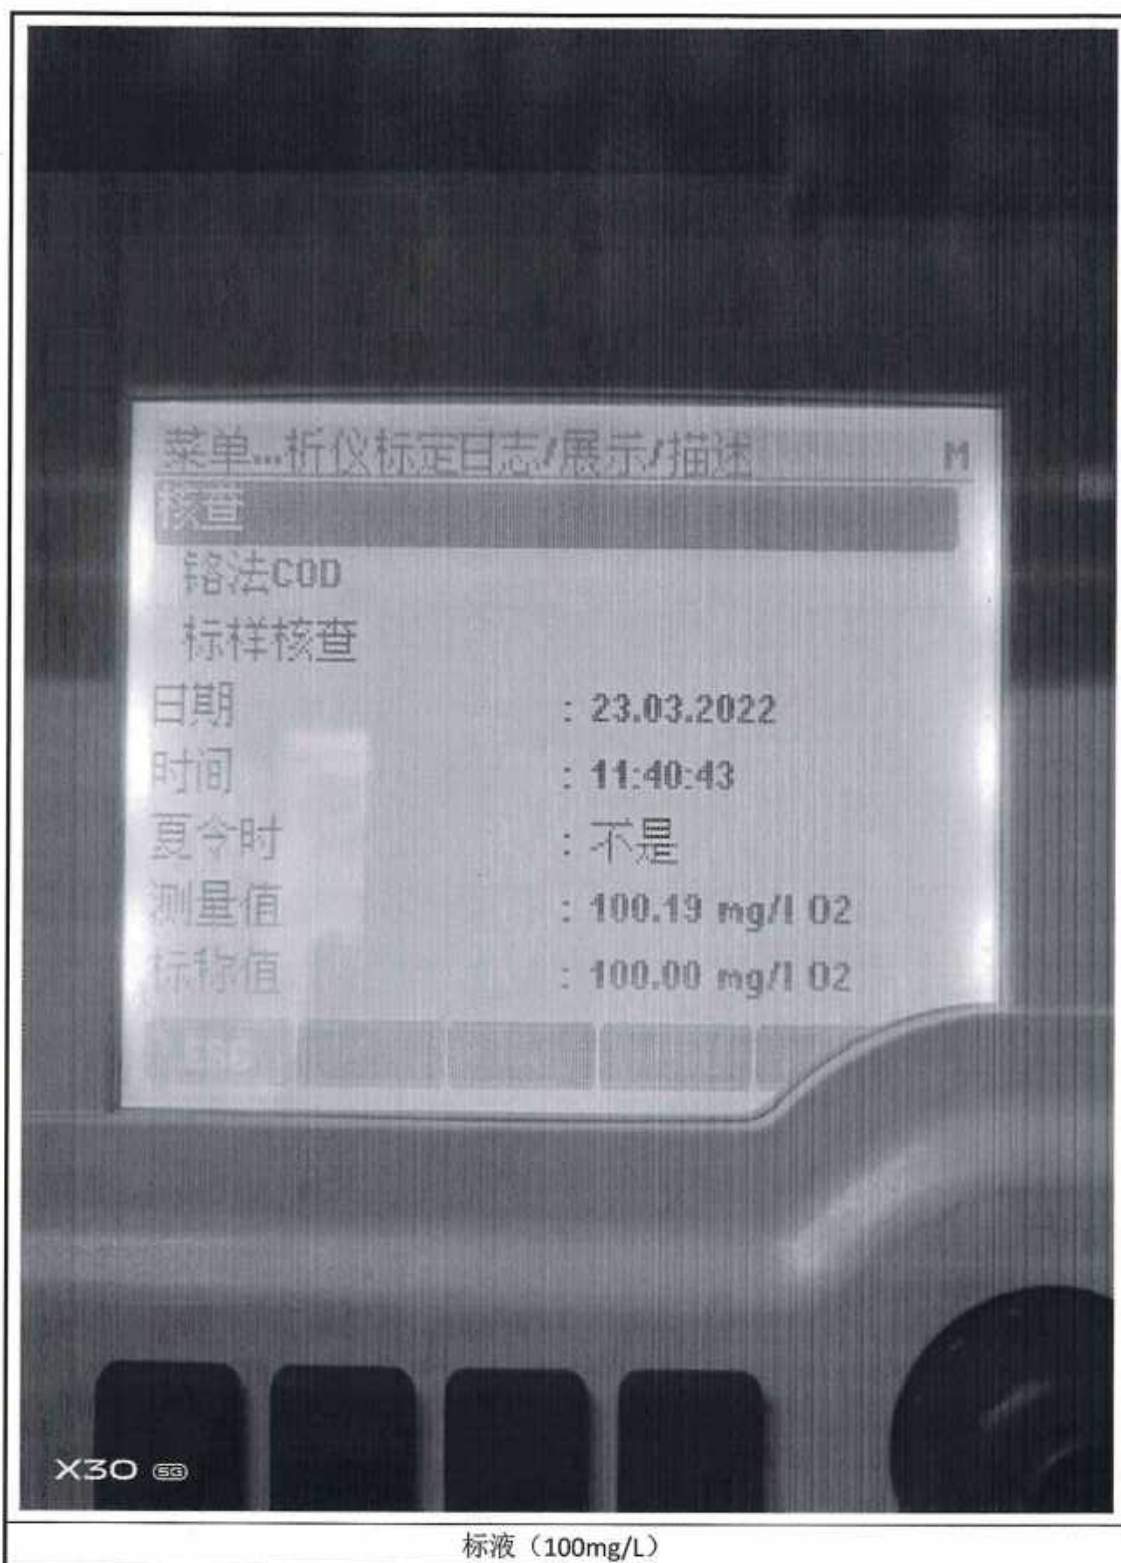 菜单...析仪标定日志/展示/描述 M
核查
铬法COD
标样核查
日期 : 23.03.2022
时间 : 11:40:43
夏令时 : 不是
测量值 : 100.19 mg/l O2
标称值 : 100.00 mg/l O2
X30 5G
标液（100mg/L）